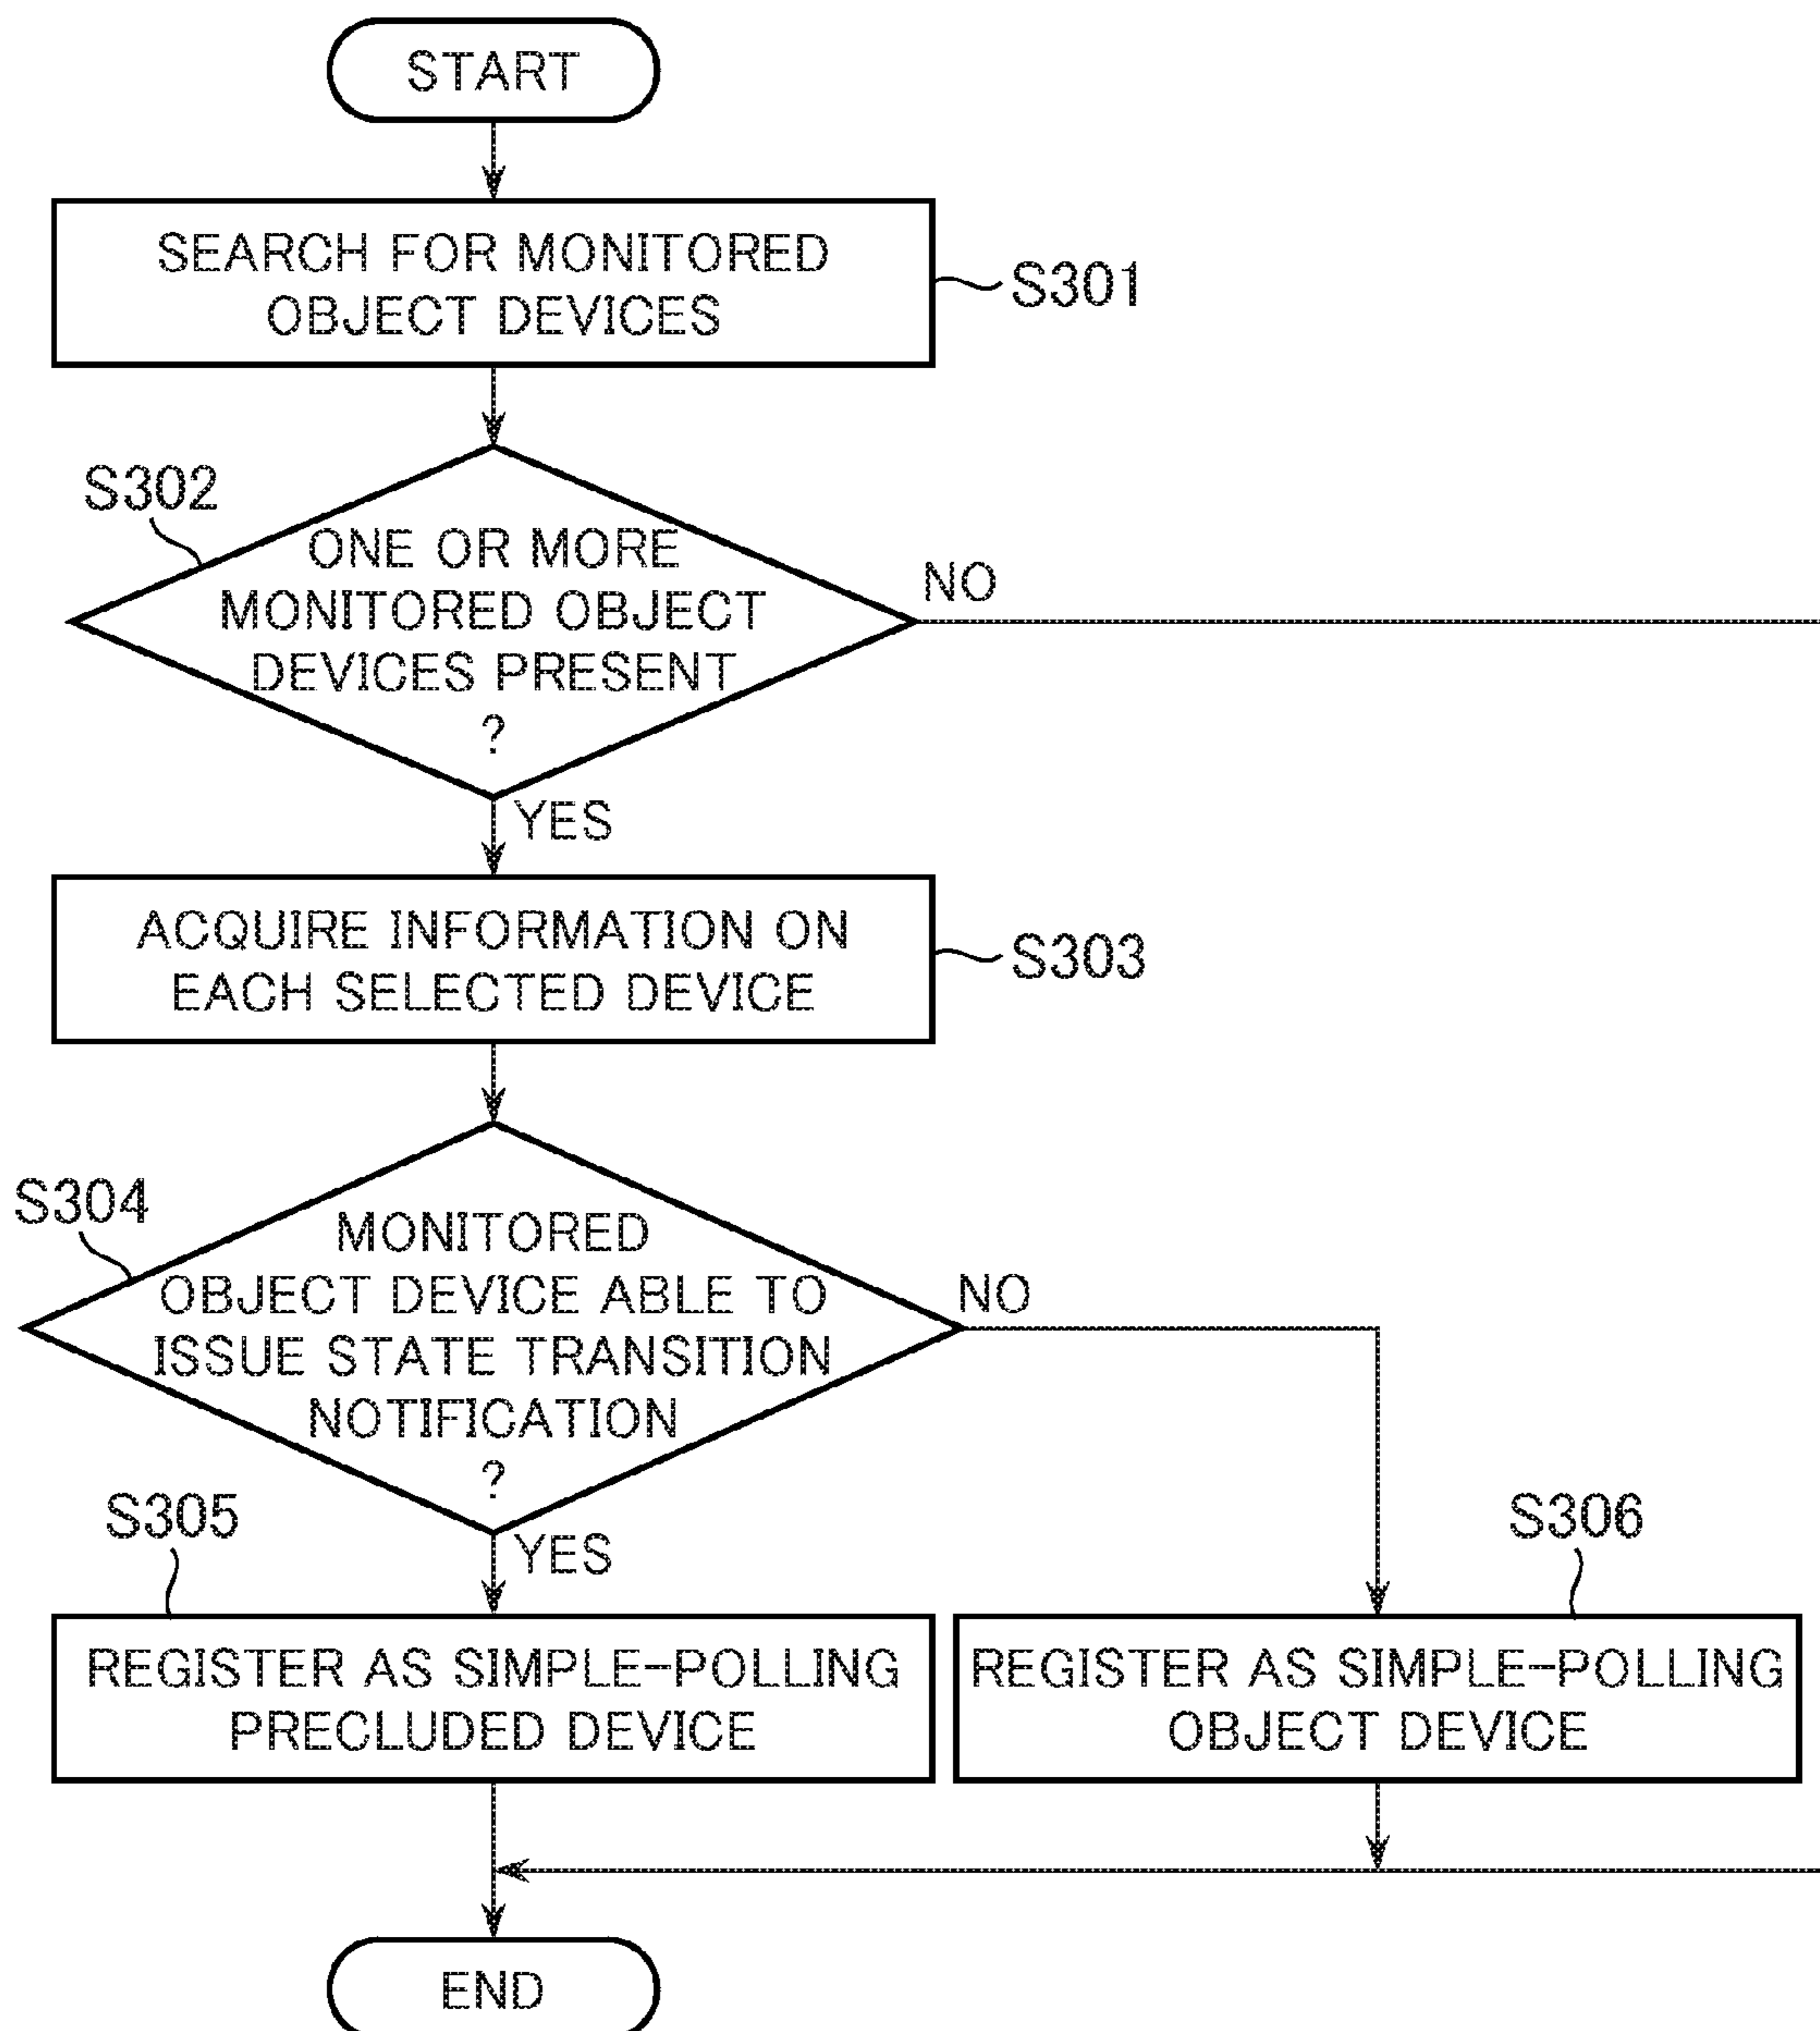 START
SEARCH FOR MONITORED
OBJECT DEVICES
S301
S302
ONE OR MORE
MONITORED OBJECT
DEVICES PRESENT
?
NO
YES
ACQUIRE INFORMATION ON
EACH SELECTED DEVICE
S303
S304
MONITORED
OBJECT DEVICE ABLE TO
ISSUE STATE TRANSITION
NOTIFICATION
?
NO
YES
S305
REGISTER AS SIMPLE-POLLING
PRECLUDED DEVICE
S306
REGISTER AS SIMPLE-POLLING
OBJECT DEVICE
END